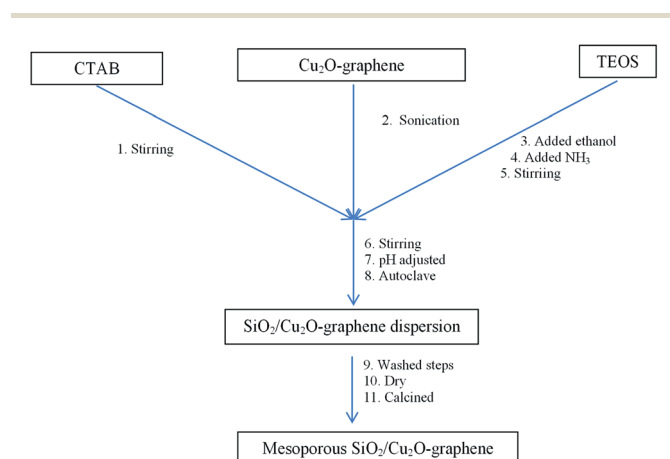 CTAB
Cu₂O-graphene
TEOS
1. Stirring
2. Sonication
3. Added ethanol
4. Added NH₃
5. Stirriing
6. Stirring
7. pH adjusted
8. Autoclave
SiO₂/Cu₂O-graphene dispersion
9. Washed steps
10. Dry
11. Calcined
Mesoporous SiO₂/Cu₂O-graphene